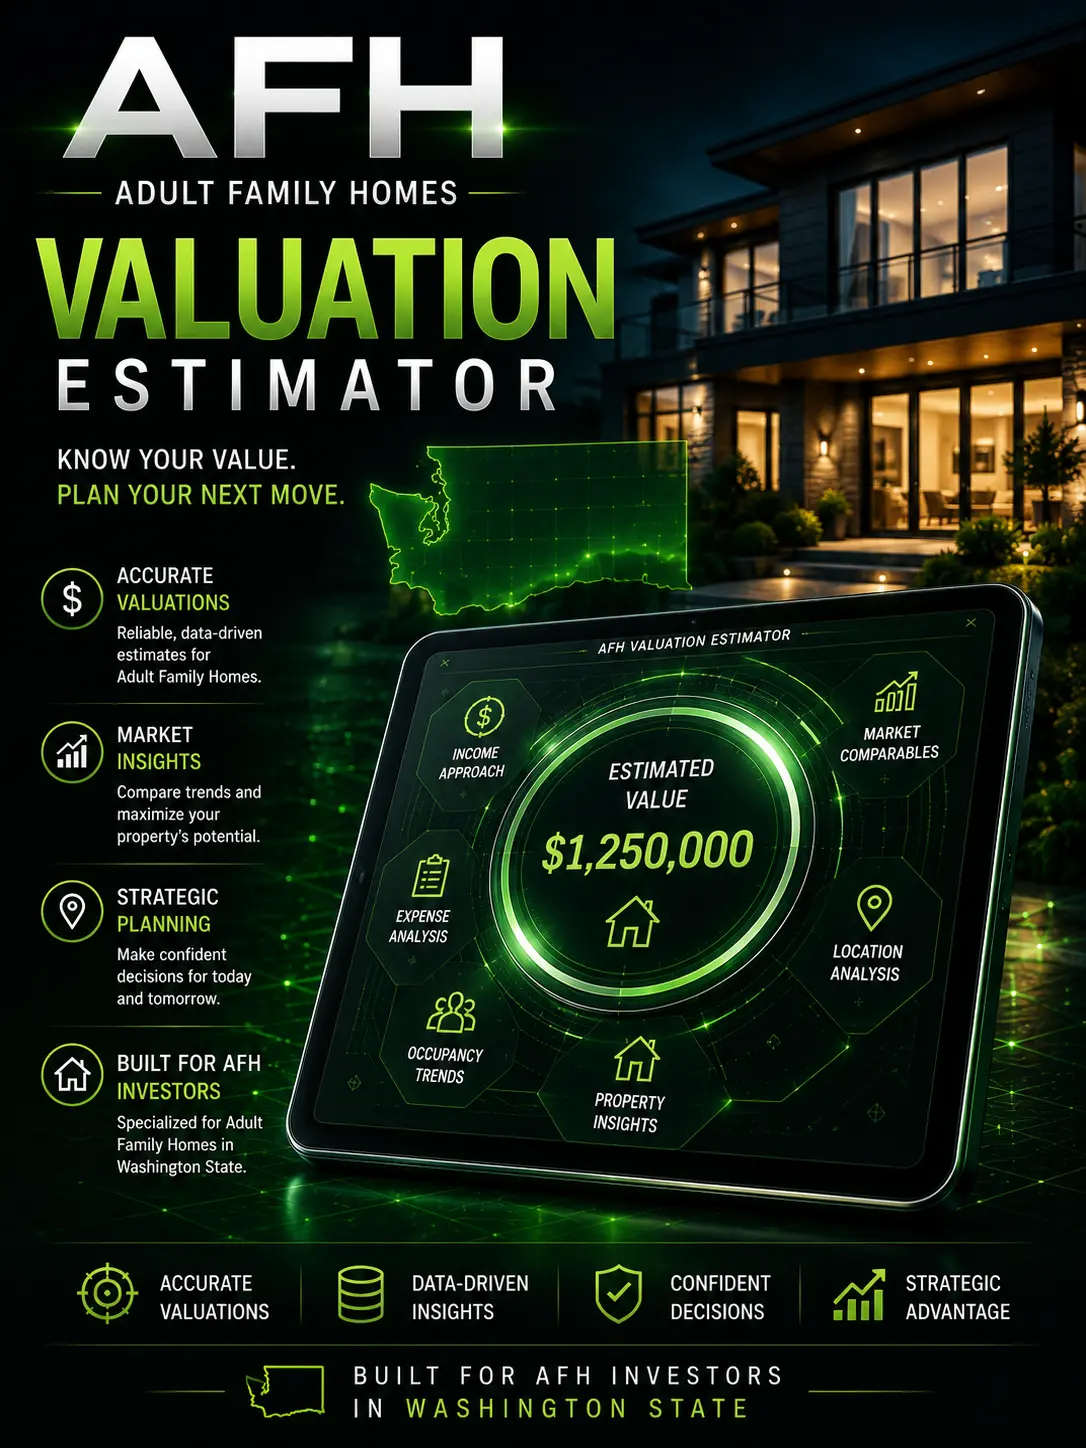 AFH
ADULT FAMILY HOMES
VALUATION
ESTIMATOR
KNOW YOUR VALUE.
PLAN YOUR NEXT MOVE.
ACCURATE
VALUATIONS
Reliable, data-driven
estimates for
Adult Family Homes.
MARKET
INSIGHTS
Compare trends and
maximize your
property's potential.
STRATEGIC
PLANNING
Make confident
decisions for today
and tomorrow.
BUILT FOR AFH
INVESTORS
Specialized for Adult
Family Homes in
Washington State.
AFH VALUATION ESTIMATOR
$
INCOME
APPROACH
MARKET
COMPARABLES
ESTIMATED
VALUE
$1,250,000
EXPENSE
ANALYSIS
LOCATION
ANALYSIS
OCCUPANCY
TRENDS
PROPERTY
INSIGHTS
ACCURATE
VALUATIONS
DATA-DRIVEN
INSIGHTS
CONFIDENT
DECISIONS
STRATEGIC
ADVANTAGE
BUILT FOR AFH INVESTORS
IN WASHINGTON STATE